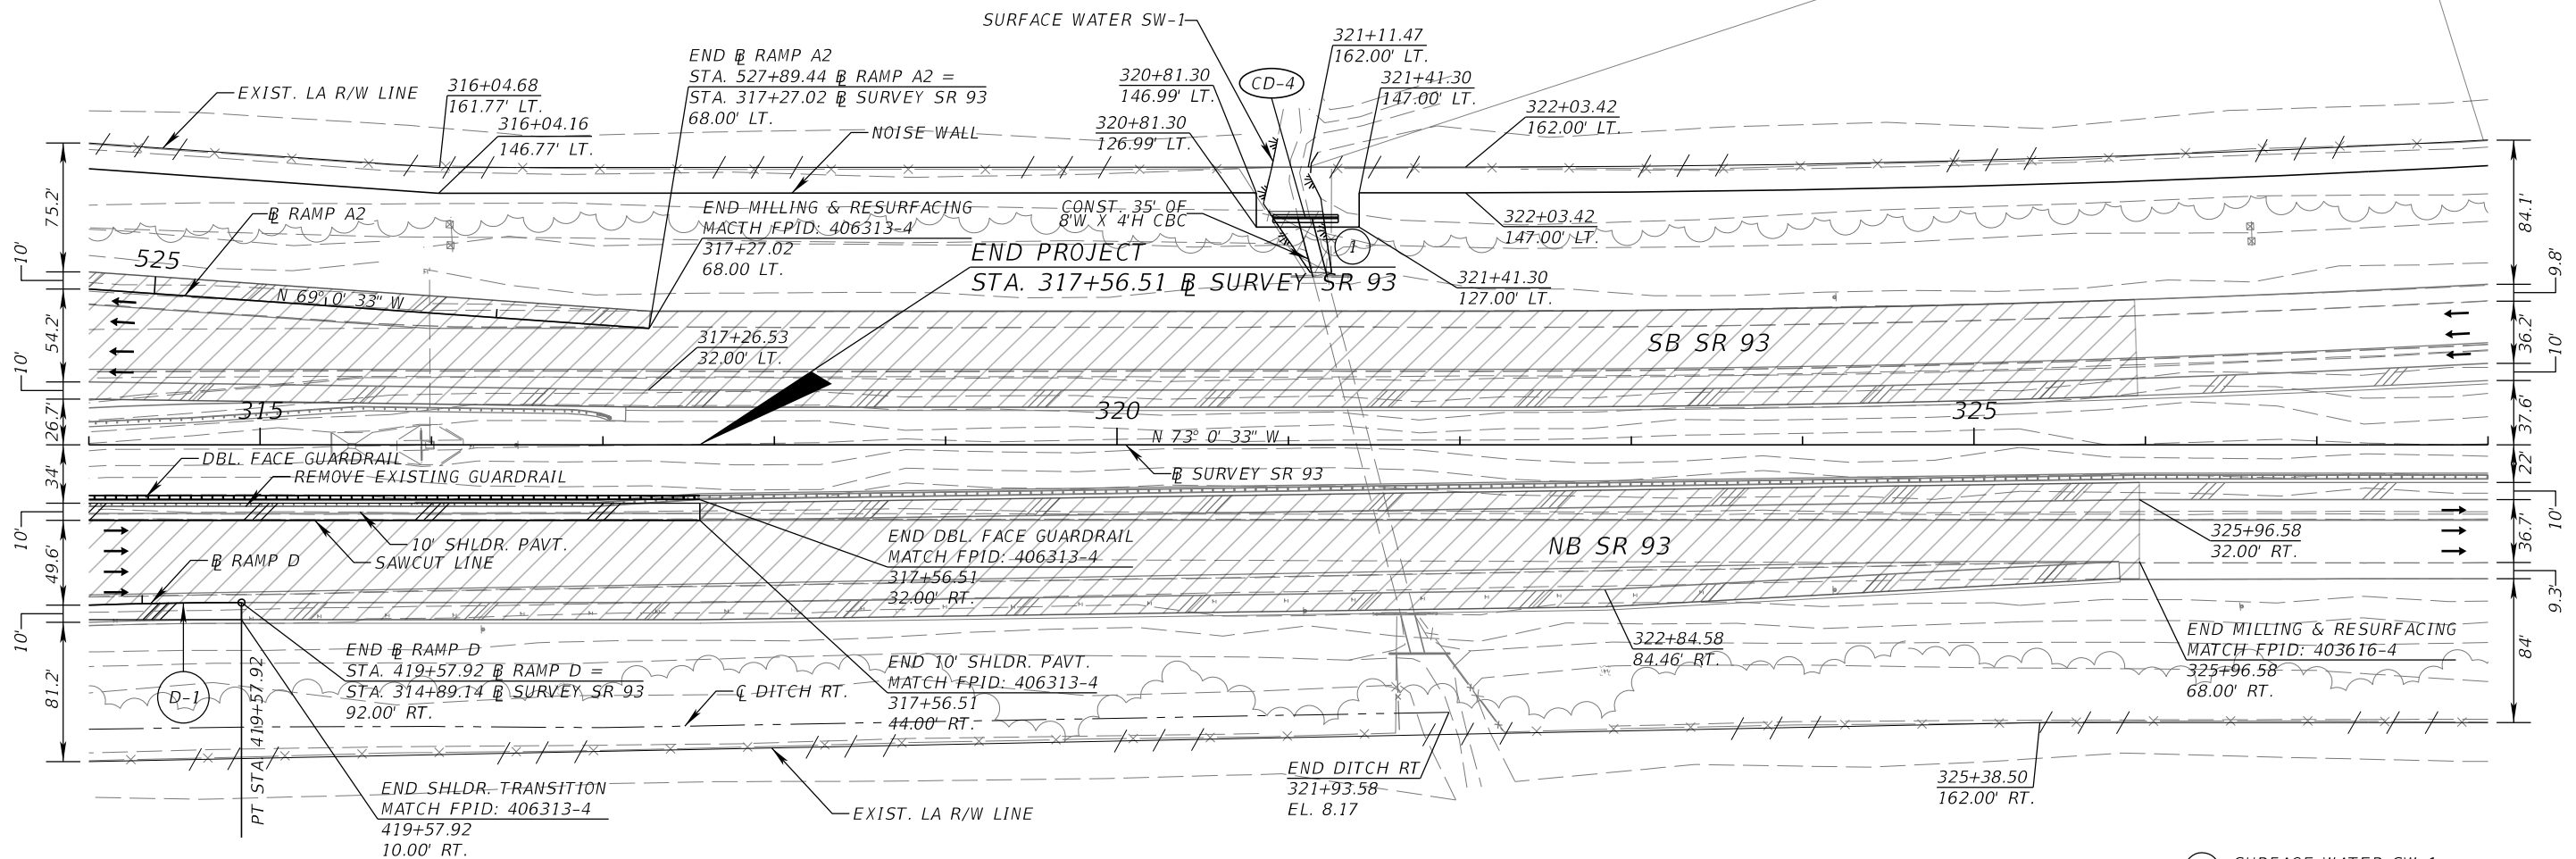 SURFACE WATER SW-1
321+11.47
162.00' LT.
END ⅊ RAMP A2
STA. 527+89.44 ⅊ RAMP A2 =
STA. 317+27.02 ⅊ SURVEY SR 93
68.00' LT.
320+81.30
146.99' LT.
CD-4
321+41.30
147.00' LT.
EXIST. LA R/W LINE
316+04.68
161.77' LT.
316+04.16
146.77' LT.
NOISE WALL
320+81.30
126.99' LT.
322+03.42
162.00' LT.
75.2'
84.1'
⅊ RAMP A2
END MILLING & RESURFACING
MACTH FPID: 406313-4
317+27.02
68.00 LT.
CONST. 35' OF
8'W X 4'H CBC
322+03.42
147.00' LT.
1
END PROJECT
STA. 317+56.51 ⅊ SURVEY SR 93
10'
525
N 69° 0' 33" W
321+41.30
127.00' LT.
9.8'
54.2'
317+26.53
32.00' LT.
SB SR 93
36.2'
10'
10'
26.7'
315
320
325
37.6'
N 73° 0' 33" W
DBL. FACE GUARDRAIL
REMOVE EXISTING GUARDRAIL
⅊ SURVEY SR 93
34'
22'
10'
10' SHLDR. PAVT.
SAWCUT LINE
END DBL. FACE GUARDRAIL
MATCH FPID: 406313-4
317+56.51
32.00' RT.
NB SR 93
325+96.58
32.00' RT.
10'
36.7'
49.6'
⅊ RAMP D
9.3'
10'
END ⅊ RAMP D
STA. 419+57.92 ⅊ RAMP D =
STA. 314+89.14 ⅊ SURVEY SR 93
92.00' RT.
END 10' SHLDR. PAVT.
MATCH FPID: 406313-4
317+56.51
44.00' RT.
322+84.58
84.46' RT.
END MILLING & RESURFACING
MATCH FPID: 403616-4
325+96.58
68.00' RT.
81.2'
84'
D-1
℄ DITCH RT.
PT STA. 419+57.92
END SHLDR. TRANSITION
MATCH FPID: 406313-4
419+57.92
10.00' RT.
EXIST. LA R/W LINE
END DITCH RT
321+93.58
EL. 8.17
325+38.50
162.00' RT.